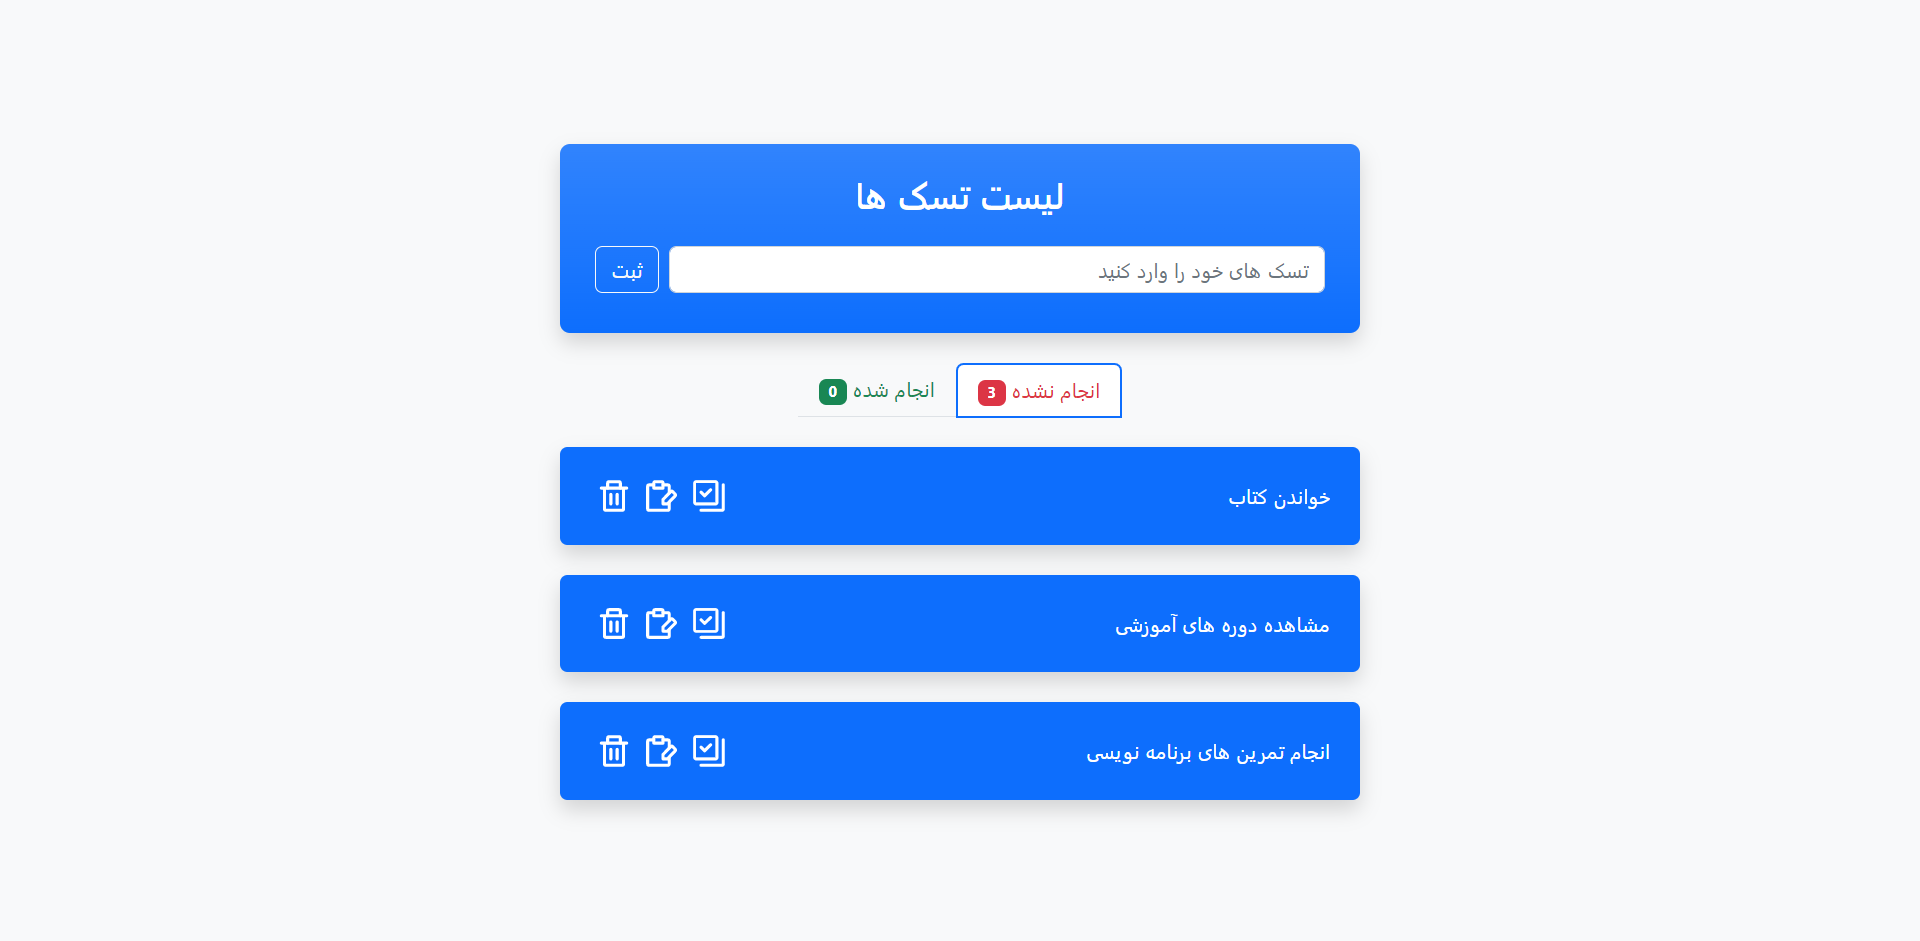 لیست تسک ها
تسک های خود را وارد کنید
ثبت
انجام نشده 3
انجام شده 0
خواندن کتاب
مشاهده دوره های آموزشی
انجام تمرین های برنامه نویسی